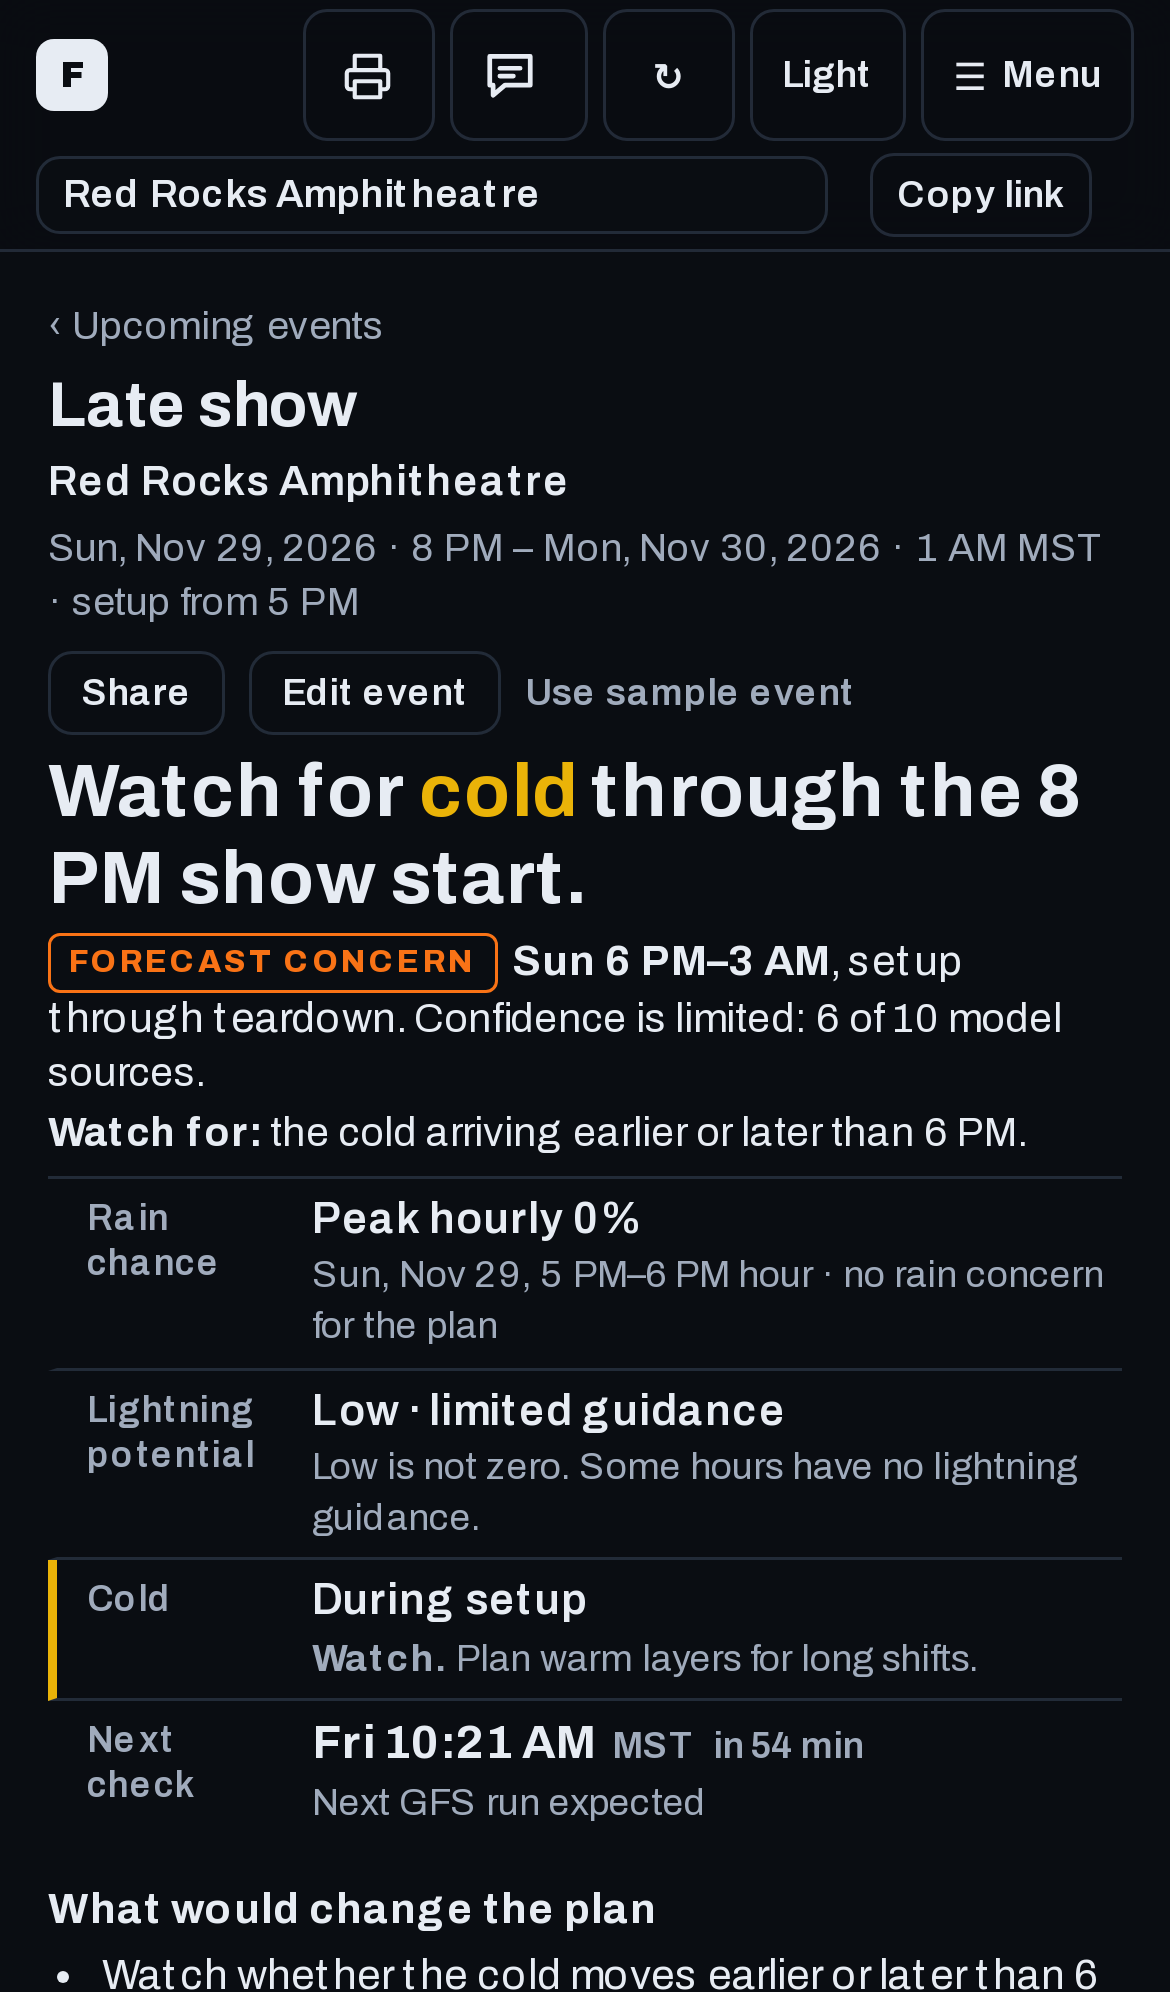 F
↻
Light
☰ Menu
Red Rocks Amphitheatre
Copy link
‹ Upcoming events
Late show
Red Rocks Amphitheatre
Sun, Nov 29, 2026 · 8 PM – Mon, Nov 30, 2026 · 1 AM MST
· setup from 5 PM
Share
Edit event
Use sample event
Watch for cold through the 8
PM show start.
FORECAST CONCERN Sun 6 PM–3 AM, setup
through teardown. Confidence is limited: 6 of 10 model
sources.
Watch for: the cold arriving earlier or later than 6 PM.
Rain
chance
Peak hourly 0%
Sun, Nov 29, 5 PM–6 PM hour · no rain concern
for the plan
Lightning
potential
Low · limited guidance
Low is not zero. Some hours have no lightning
guidance.
Cold
During setup
Watch. Plan warm layers for long shifts.
Next
check
Fri 10:21 AM MST in 54 min
Next GFS run expected
What would change the plan
• Watch whether the cold moves earlier or later than 6